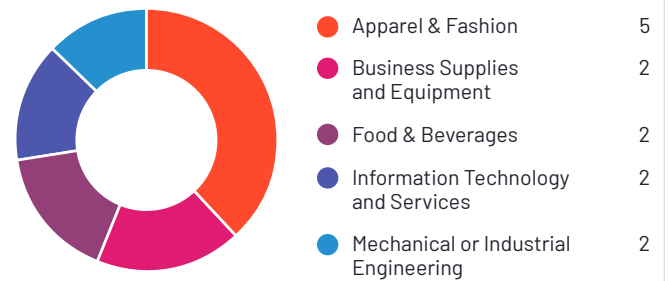 Apparel & Fashion 5
Business Supplies 2
and Equipment
Food & Beverages 2
Information Technology 2
and Services
Mechanical or Industrial 2
Engineering